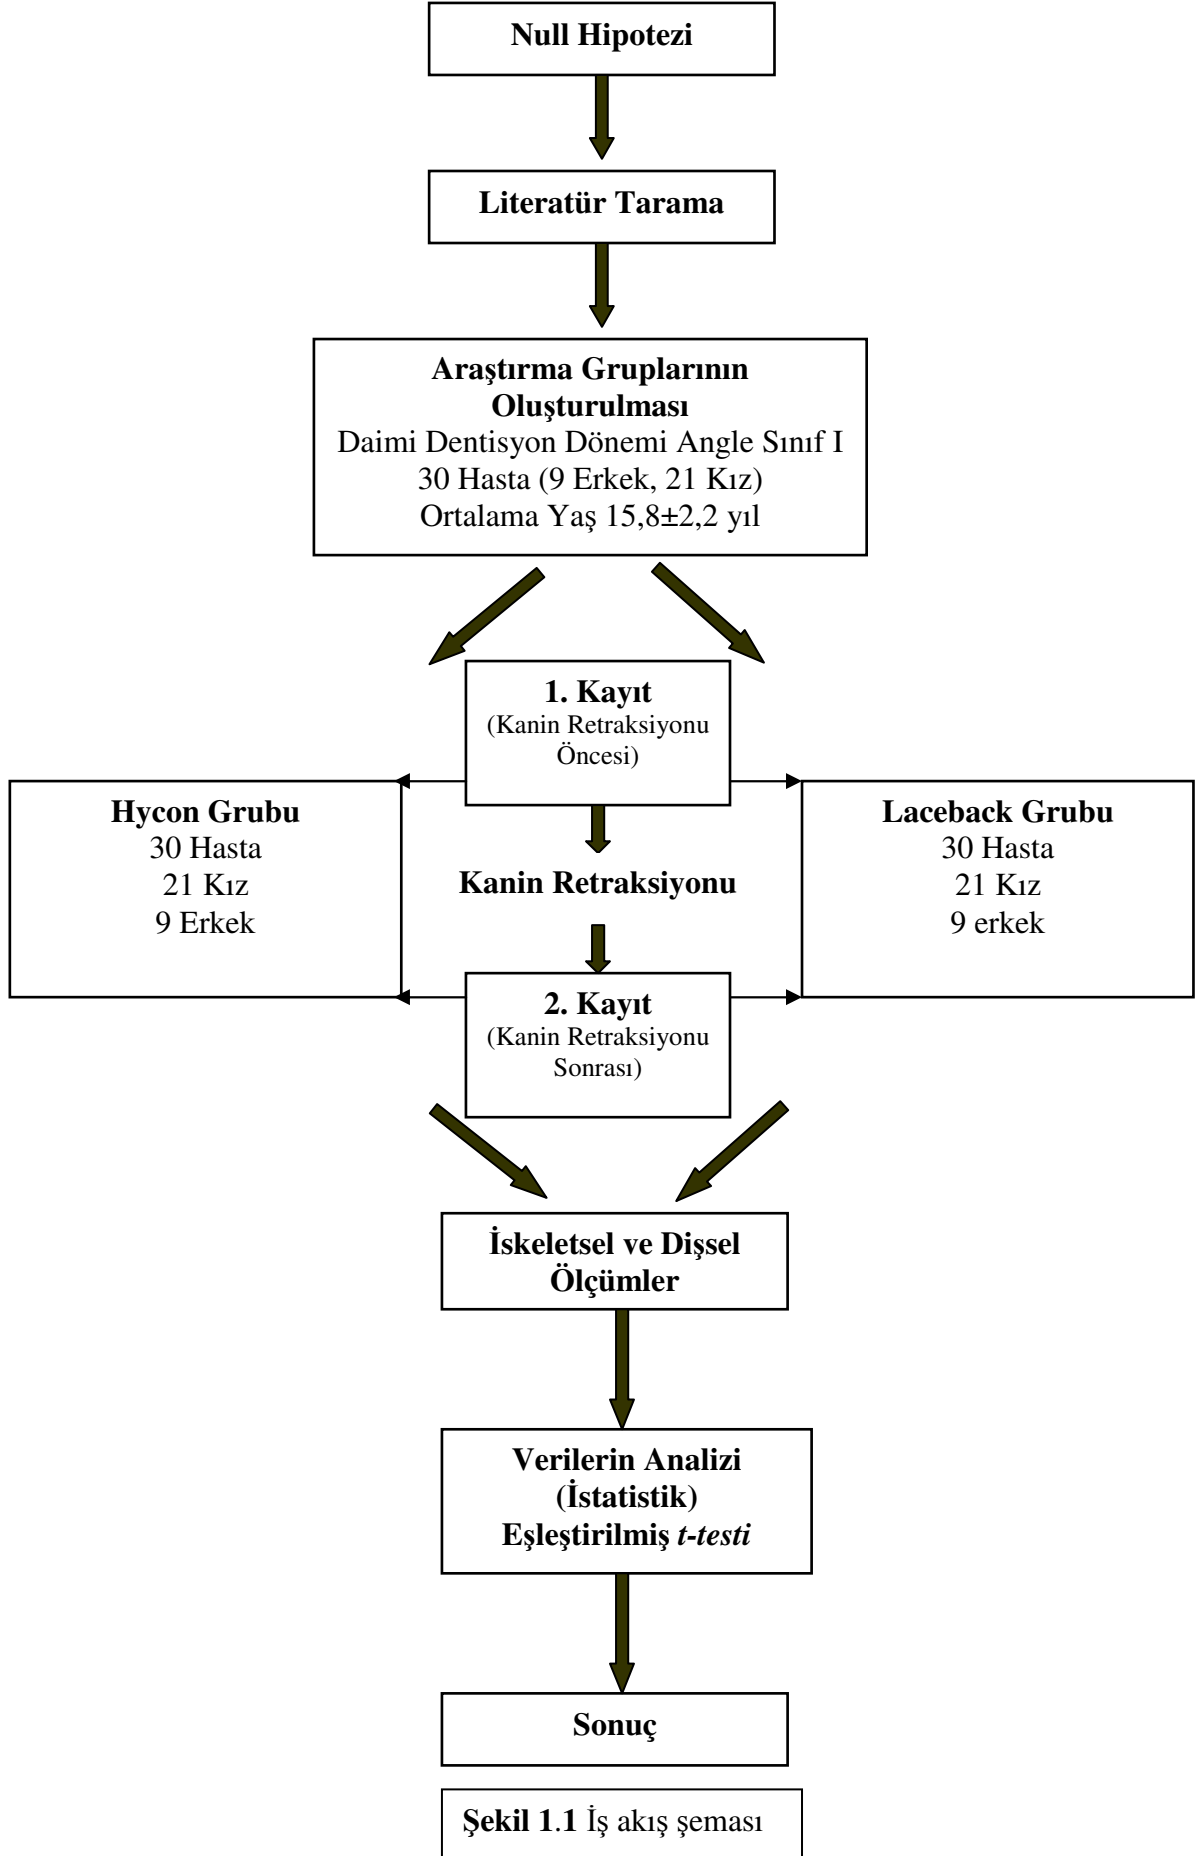 Null Hipotezi
Literatür Tarama
Araştırma Gruplarının
Oluşturulması
Daimi Dentisyon Dönemi Angle Sınıf I
30 Hasta (9 Erkek, 21 Kız)
Ortalama Yaş 15,8±2,2 yıl
1. Kayıt
(Kanin Retraksiyonu
Öncesi)
Hycon Grubu
30 Hasta
21 Kız
9 Erkek
Kanin Retraksiyonu
Laceback Grubu
30 Hasta
21 Kız
9 erkek
2. Kayıt
(Kanin Retraksiyonu
Sonrası)
İskeletsel ve Dişsel
Ölçümler
Verilerin Analizi
(İstatistik)
Eşleştirilmiş t-testi
Sonuç
Şekil 1.1 İş akış şeması